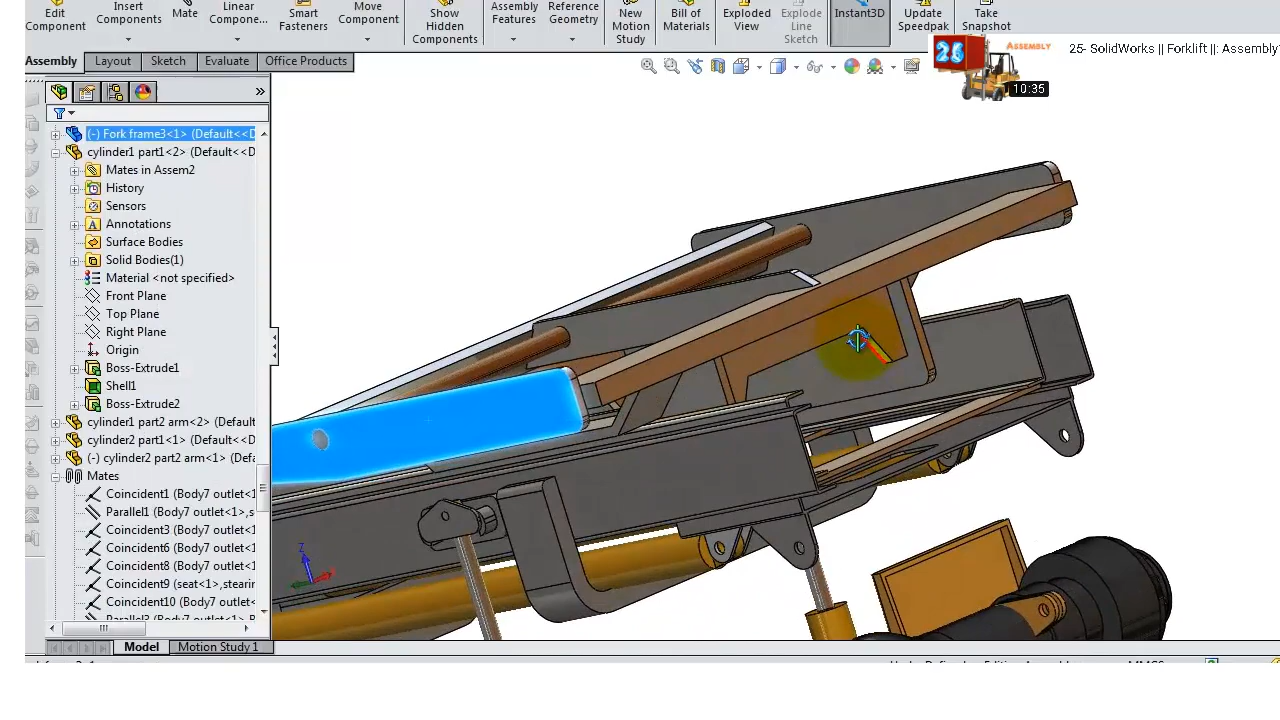 Edit
Component
Insert
Components
Mate
Linear
Compone...
Smart
Fasteners
Move
Component
Show
Hidden
Components
Assembly
Features
Reference
Geometry
New
Motion
Study
Bill of
Materials
Exploded
View
Explode
Line
Sketch
Instant3D
Update
Speedpak
Take
Snapshot
25
Assembly
10:35
25- SolidWorks || Forklift ||: Assembly
Assembly Layout Sketch Evaluate Office Products
(-) Fork frame3<1> (Default<<D
cylinder1 part1<2> (Default<<D
Mates in Assem2
History
Sensors
Annotations
Surface Bodies
Solid Bodies(1)
Material <not specified>
Front Plane
Top Plane
Right Plane
Origin
Boss-Extrude1
Shell1
Boss-Extrude2
cylinder1 part2 arm<2> (Default
cylinder2 part1<1> (Default<<D
(-) cylinder2 part2 arm<1> (Defa
Mates
Coincident1 (Body7 outlet<1
Parallel1 (Body7 outlet<1>,s
Coincident3 (Body7 outlet<1
Coincident6 (Body7 outlet<1
Coincident8 (Body7 outlet<1
Coincident9 (seat<1>,steerin
Coincident10 (Body7 outlet<
Z
Model Motion Study 1